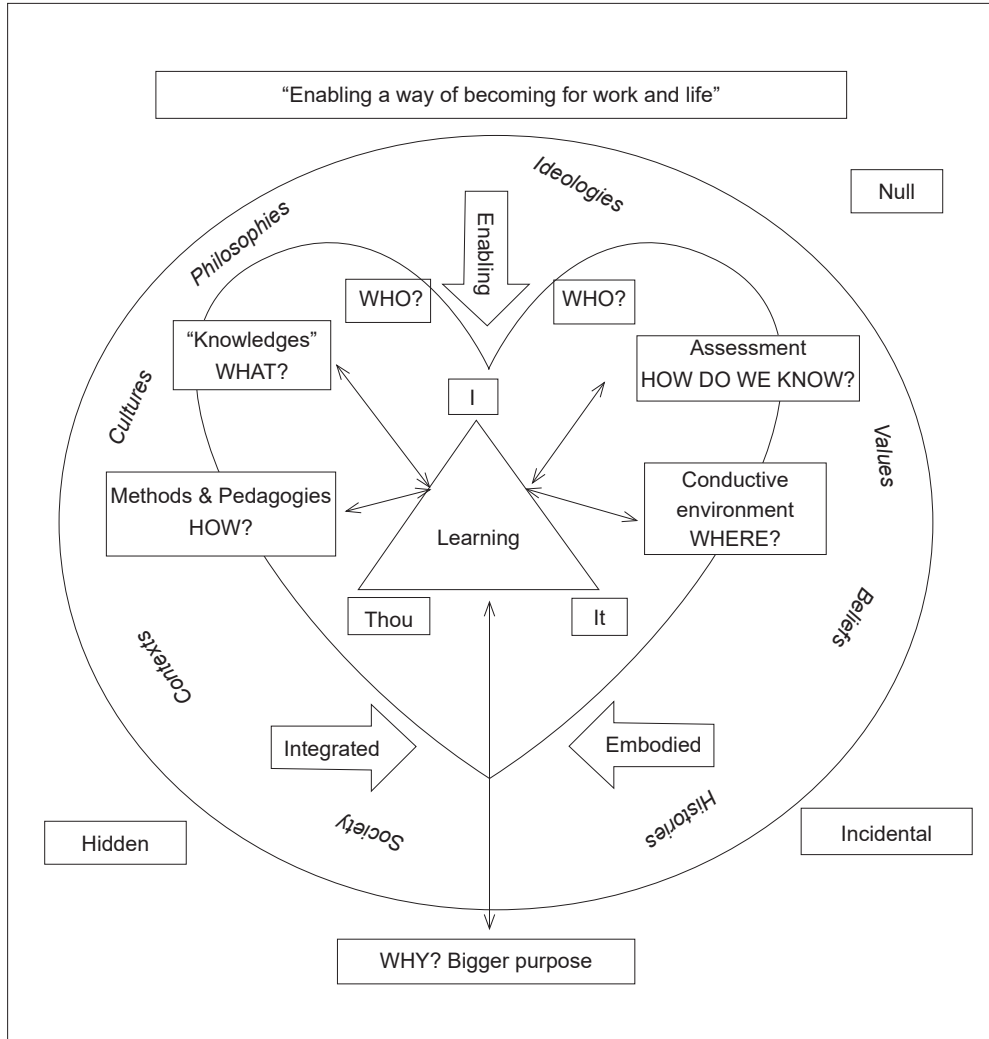 “Enabling a way of becoming for work and life”
Ideologies
Null
Philosophies
Enabling
WHO?
WHO?
“Knowledges”
WHAT?
Assessment
HOW DO WE KNOW?
Cultures
I
Values
Methods & Pedagogies
HOW?
Learning
Conductive
environment
WHERE?
Thou
It
Beliefs
Contexts
Integrated
Embodied
Society
Histories
Hidden
Incidental
WHY? Bigger purpose